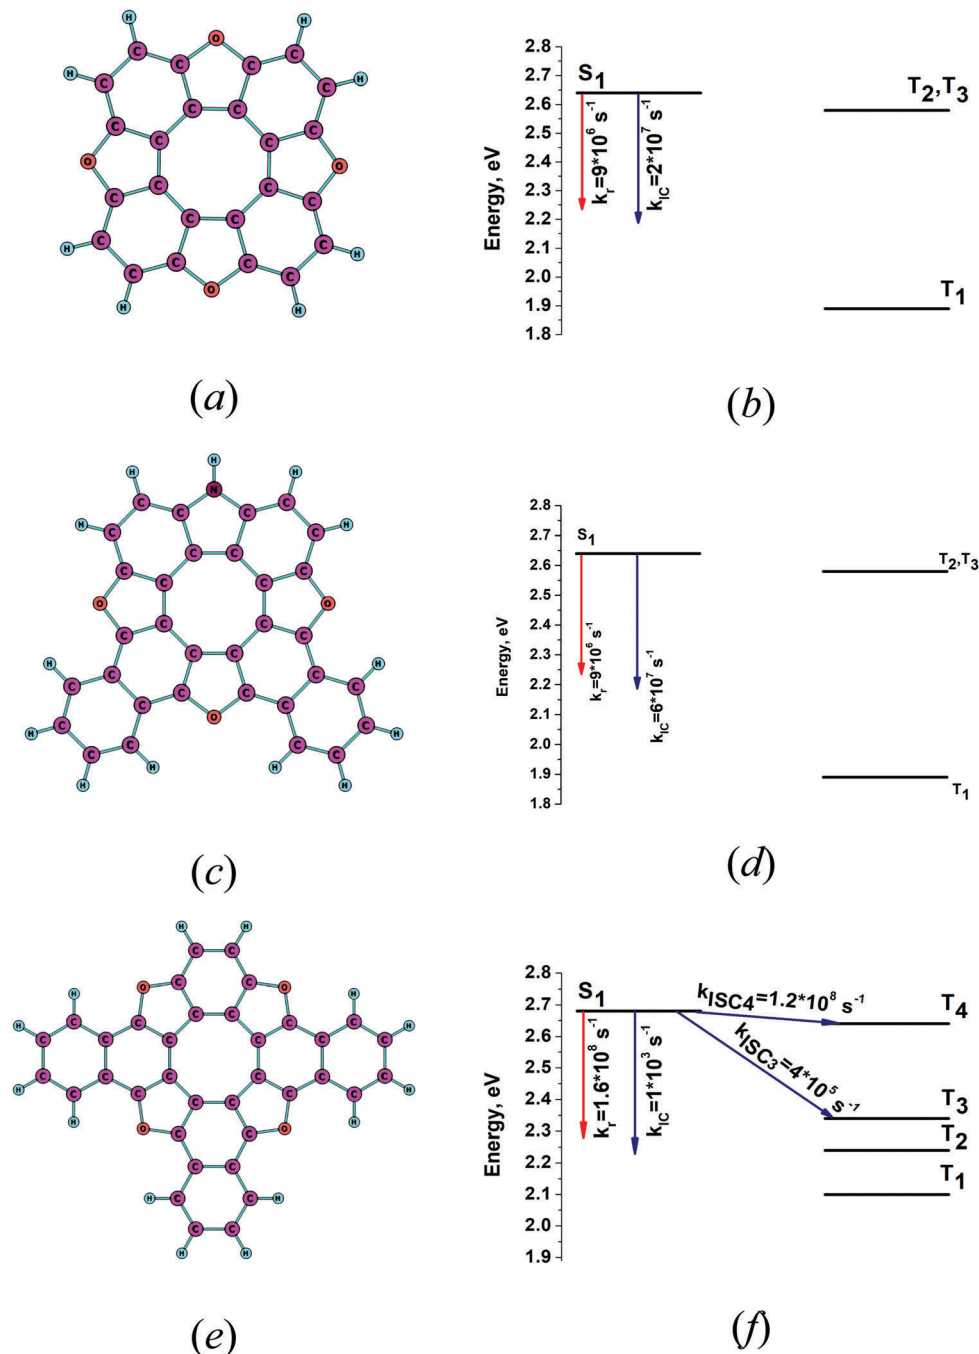 H H
C C O C C
H C C H
C C C C
O C C O
C C C C
C C
H C C H
C C O C C
H H
(a)
Energy, eV
2.8
2.7
2.6
2.5
2.4
2.3
2.2
2.1
2.0
1.9
1.8
S1
kr=9*10^6 s^-1
kIC=2*10^7 s^-1
T2,T3
T1
(b)
H H H
C C N C C
H C C H
C C C C
O C C O
C C C C
H C C C C H
C C O C C
H C C H
C C C C
H H H H
(c)
Energy, eV
2.8
2.7
2.6
2.5
2.4
2.3
2.2
2.1
2.0
1.9
1.8
S1
kr=9*10^6 s^-1
kIC=6*10^7 s^-1
T2,T3
T1
(d)
H H
C C
O C C O
H C C C C H
H C C C C C C H
H C C C C C C H
H C O C C O C H
C C
H C C H
C C
H H
(e)
Energy, eV
2.8
2.7
2.6
2.5
2.4
2.3
2.2
2.1
2.0
1.9
S1
kr=1.6*10^8 s^-1
kIC=1*10^3 s^-1
kISC4=1.2*10^8 s^-1
kISC3=4*10^5 s^-1
T4
T3
T2
T1
(f)